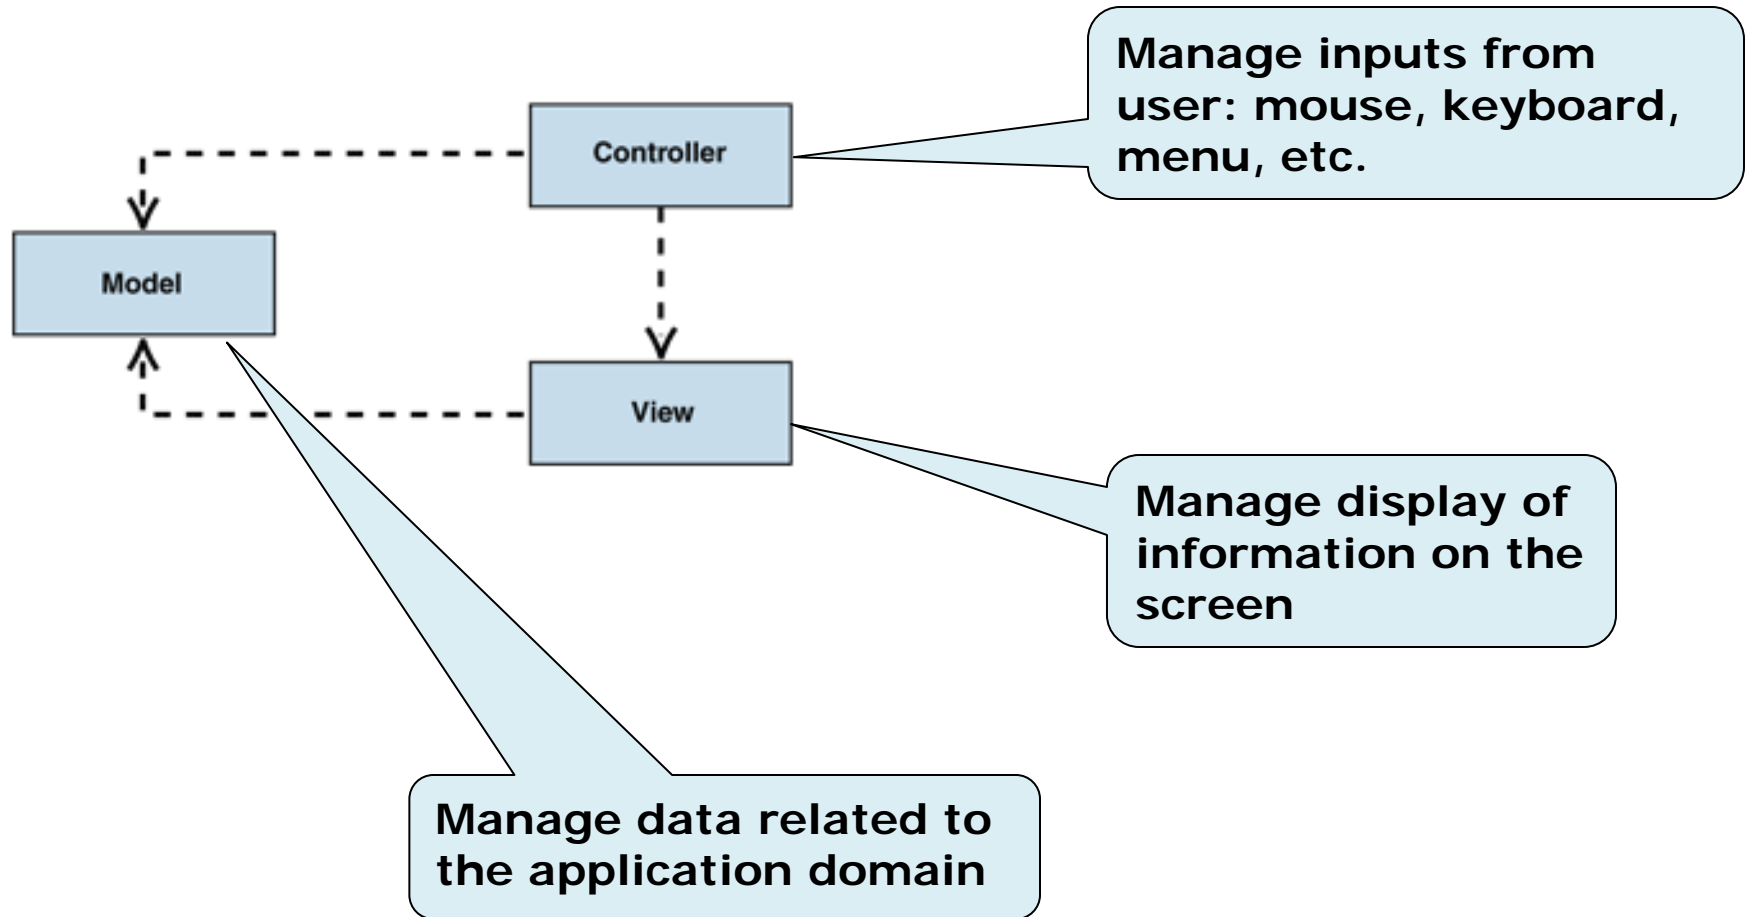 Manage inputs from
user: mouse, keyboard,
menu, etc.
Controller
Model
View
Manage display of
information on the
screen
Manage data related to
the application domain